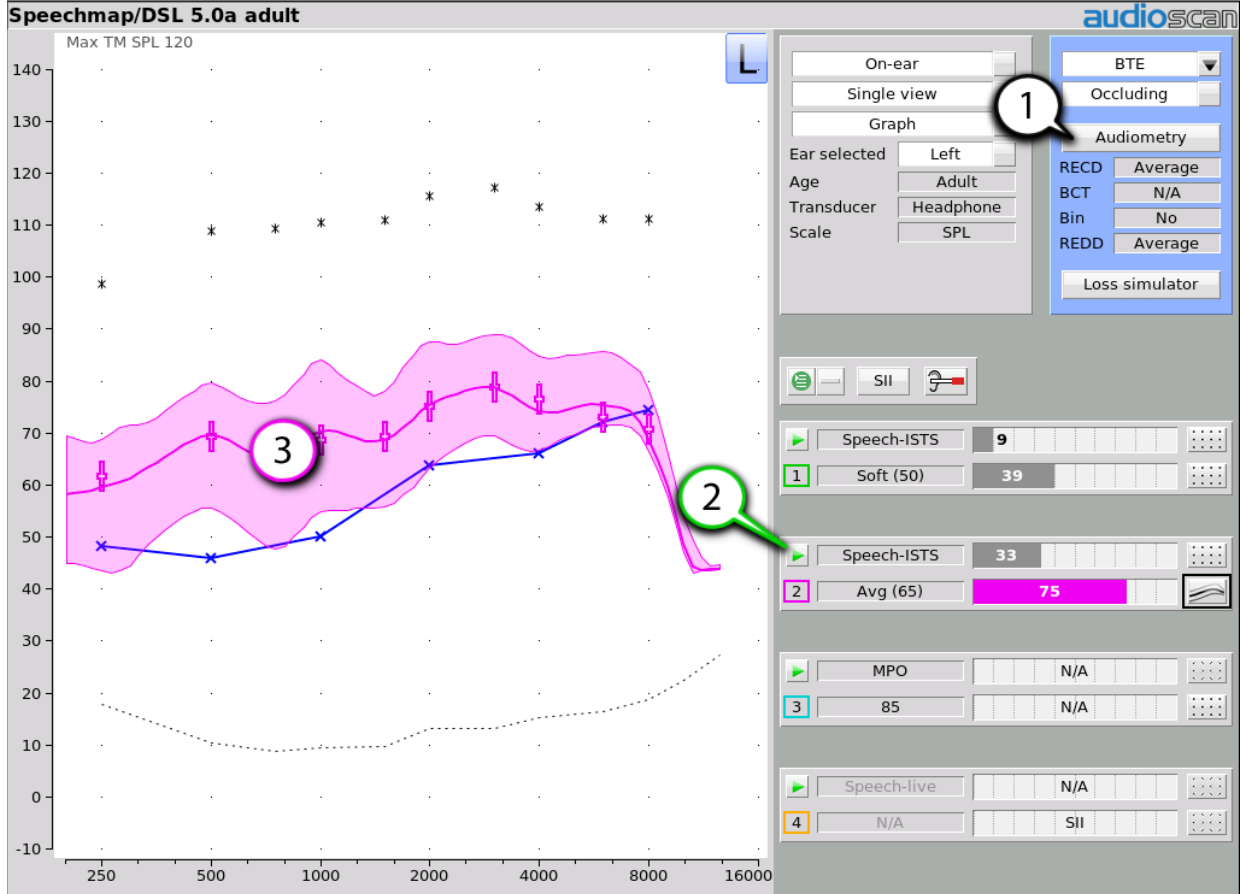 Speechmap/DSL 5.0a adult
audioscan
Max TM SPL 120
L
140
130
120
110
100
90
80
70
60
50
40
30
20
10
0
-10
250 500 1000 2000 4000 8000 16000
3
On-ear
Single view
Graph
Ear selected Left
Age Adult
Transducer Headphone
Scale SPL
1
BTE
Occluding
Audiometry
RECD Average
BCT N/A
Bin No
REDD Average
Loss simulator
SII
Speech-ISTS 9
1 Soft (50) 39
2
Speech-ISTS 33
2 Avg (65) 75
MPO N/A
3 85 N/A
Speech-live N/A
4 N/A SII